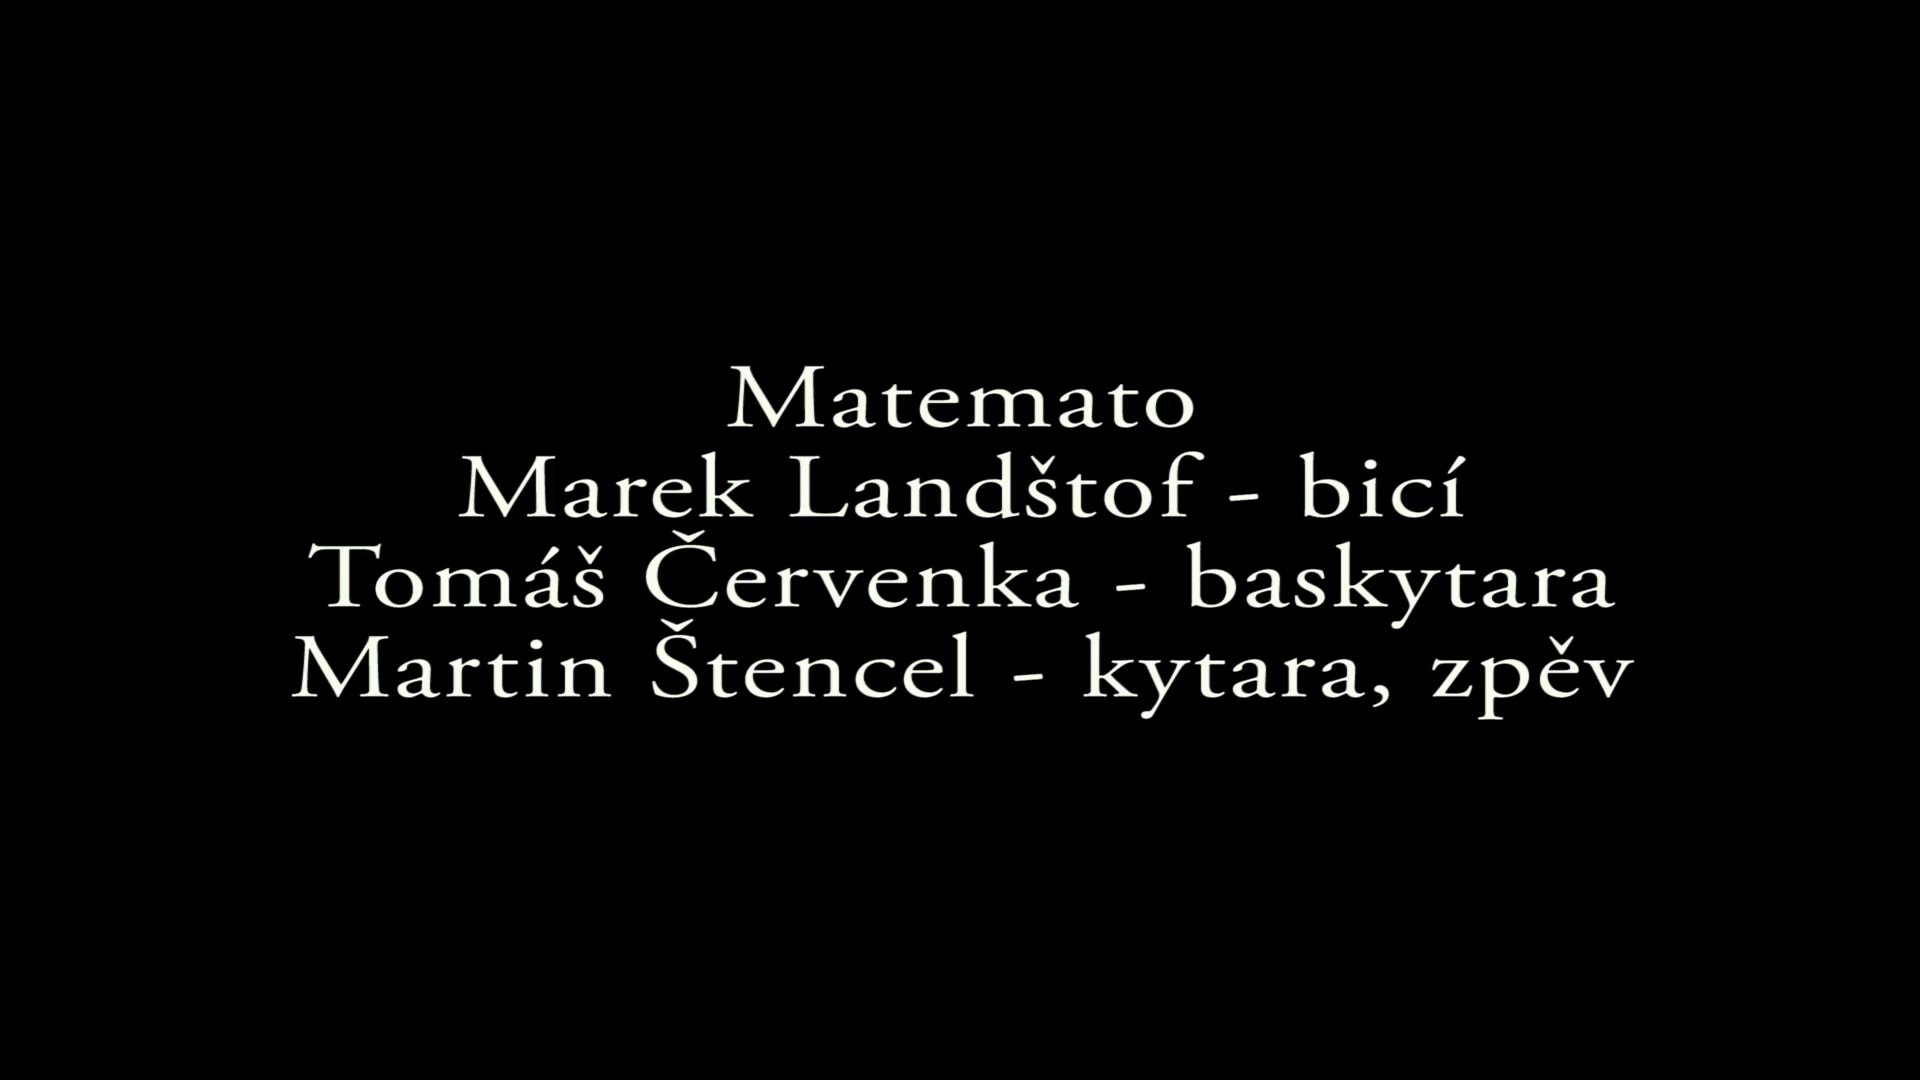 Matemato
Marek Landštof - bicí
Tomáš Červenka - baskytara
Martin Štencel - kytara, zpěv